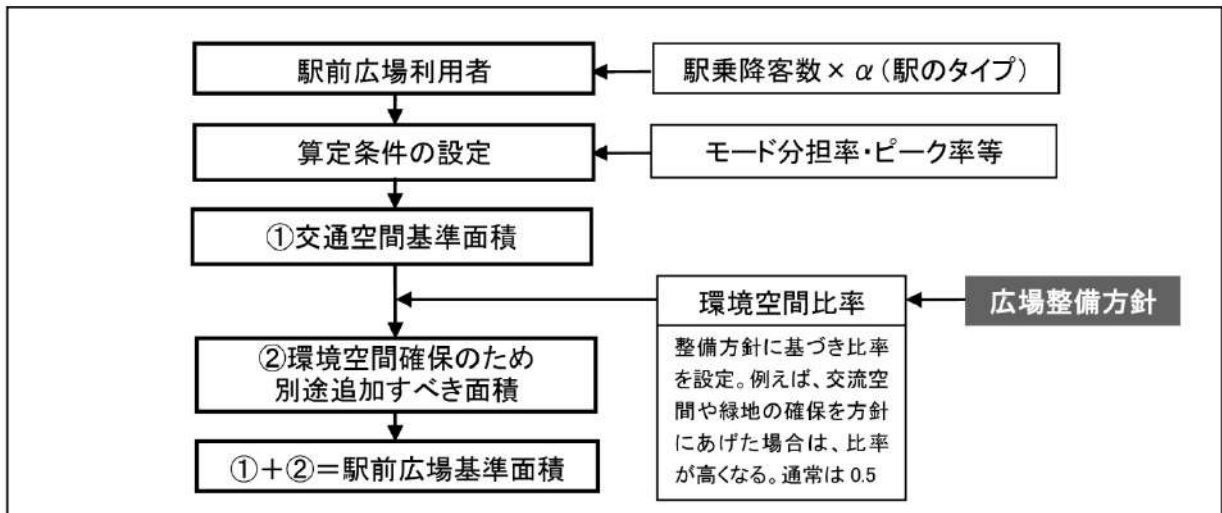 駅前広場利用者
駅乗降客数×α(駅のタイプ)
算定条件の設定
モード分担率・ピーク率等
①交通空間基準面積
環境空間比率
広場整備方針
整備方針に基づき比率
を設定。例えば、交流空
間や緑地の確保を方針
にあげた場合は、比率
が高くなる。通常は 0.5
②環境空間確保のため
別途追加すべき面積
①+②=駅前広場基準面積